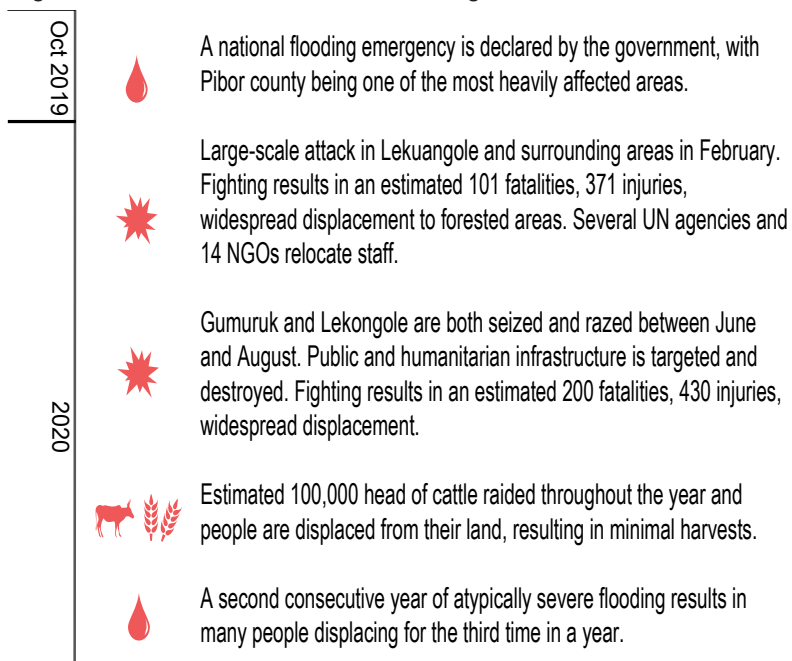 Oct 2019
A national flooding emergency is declared by the government, with
Pibor county being one of the most heavily affected areas.
2020
Large-scale attack in Lekuangole and surrounding areas in February.
Fighting results in an estimated 101 fatalities, 371 injuries,
widespread displacement to forested areas. Several UN agencies and
14 NGOs relocate staff.
Gumuruk and Lekongole are both seized and razed between June
and August. Public and humanitarian infrastructure is targeted and
destroyed. Fighting results in an estimated 200 fatalities, 430 injuries,
widespread displacement.
Estimated 100,000 head of cattle raided throughout the year and
people are displaced from their land, resulting in minimal harvests.
A second consecutive year of atypically severe flooding results in
many people displacing for the third time in a year.